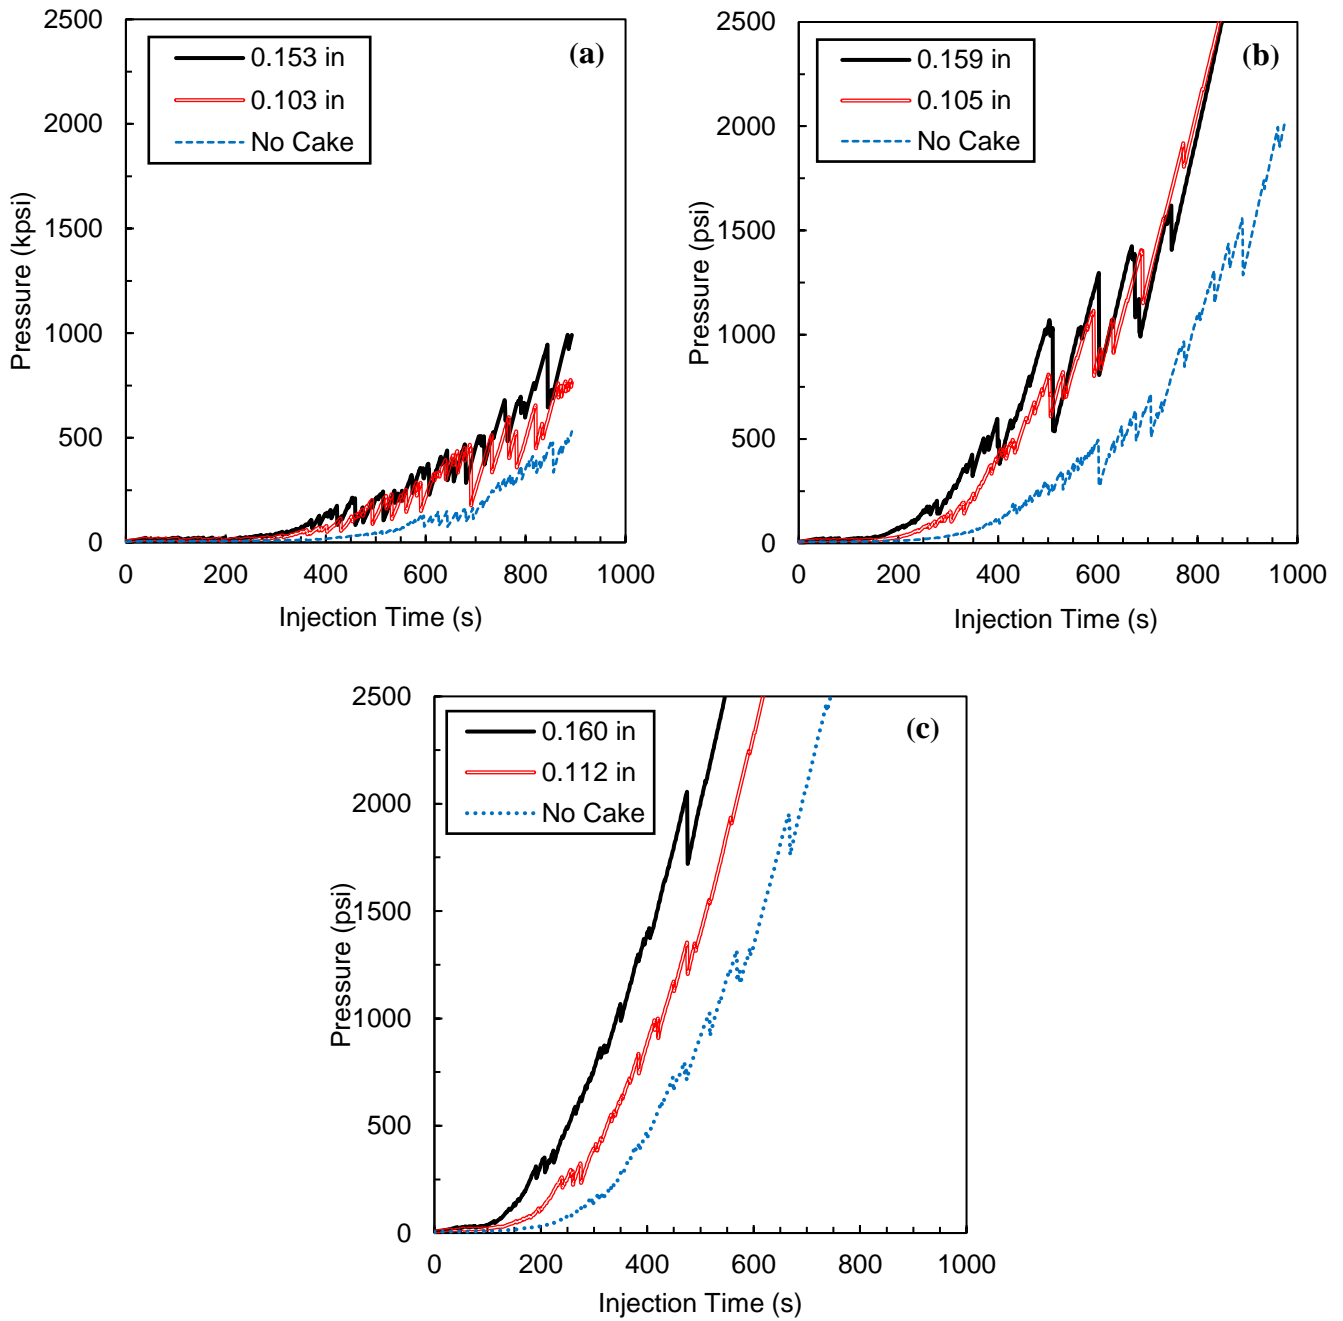 (a)
0.153 in
0.103 in
No Cake
2500
2000
1500
1000
500
0
Pressure (kpsi)
0 200 400 600 800 1000
Injection Time (s)
(b)
0.159 in
0.105 in
No Cake
2500
2000
1500
1000
500
0
Pressure (psi)
0 200 400 600 800 1000
Injection Time (s)
(c)
0.160 in
0.112 in
No Cake
2500
2000
1500
1000
500
0
Pressure (psi)
0 200 400 600 800 1000
Injection Time (s)